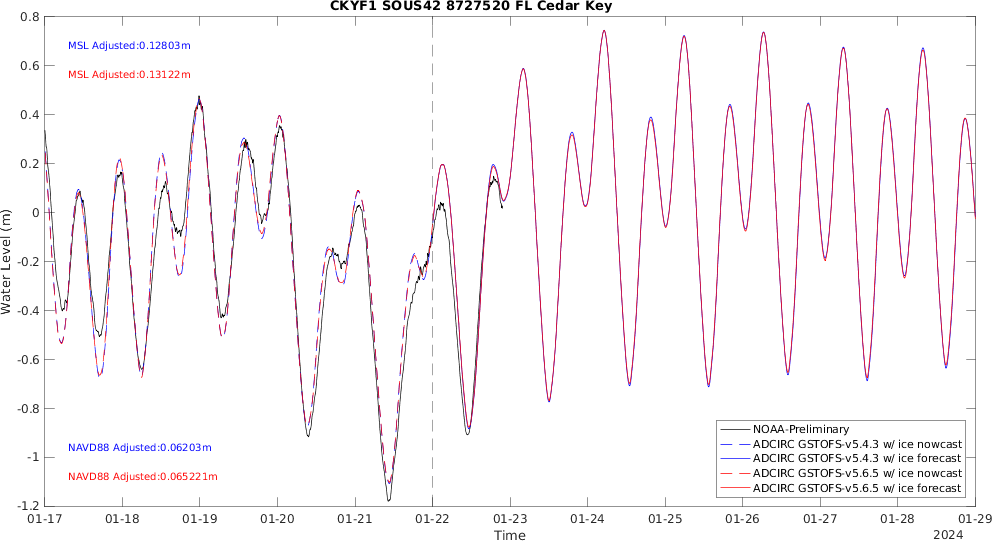 CKYF1 SOUS42 8727520 FL Cedar Key
0.8
0.6
0.4
0.2
0
-0.2
-0.4
-0.6
-0.8
-1
-1.2
Water Level (m)
MSL Adjusted:0.12803m
MSL Adjusted:0.13122m
NAVD88 Adjusted:0.06203m
NAVD88 Adjusted:0.065221m
NOAA-Preliminary
ADCIRC GSTOFS-v5.4.3 w/ ice nowcast
ADCIRC GSTOFS-v5.4.3 w/ ice forecast
ADCIRC GSTOFS-v5.6.5 w/ ice nowcast
ADCIRC GSTOFS-v5.6.5 w/ ice forecast
01-17 01-18 01-19 01-20 01-21 01-22 01-23 01-24 01-25 01-26 01-27 01-28 01-29
Time
2024